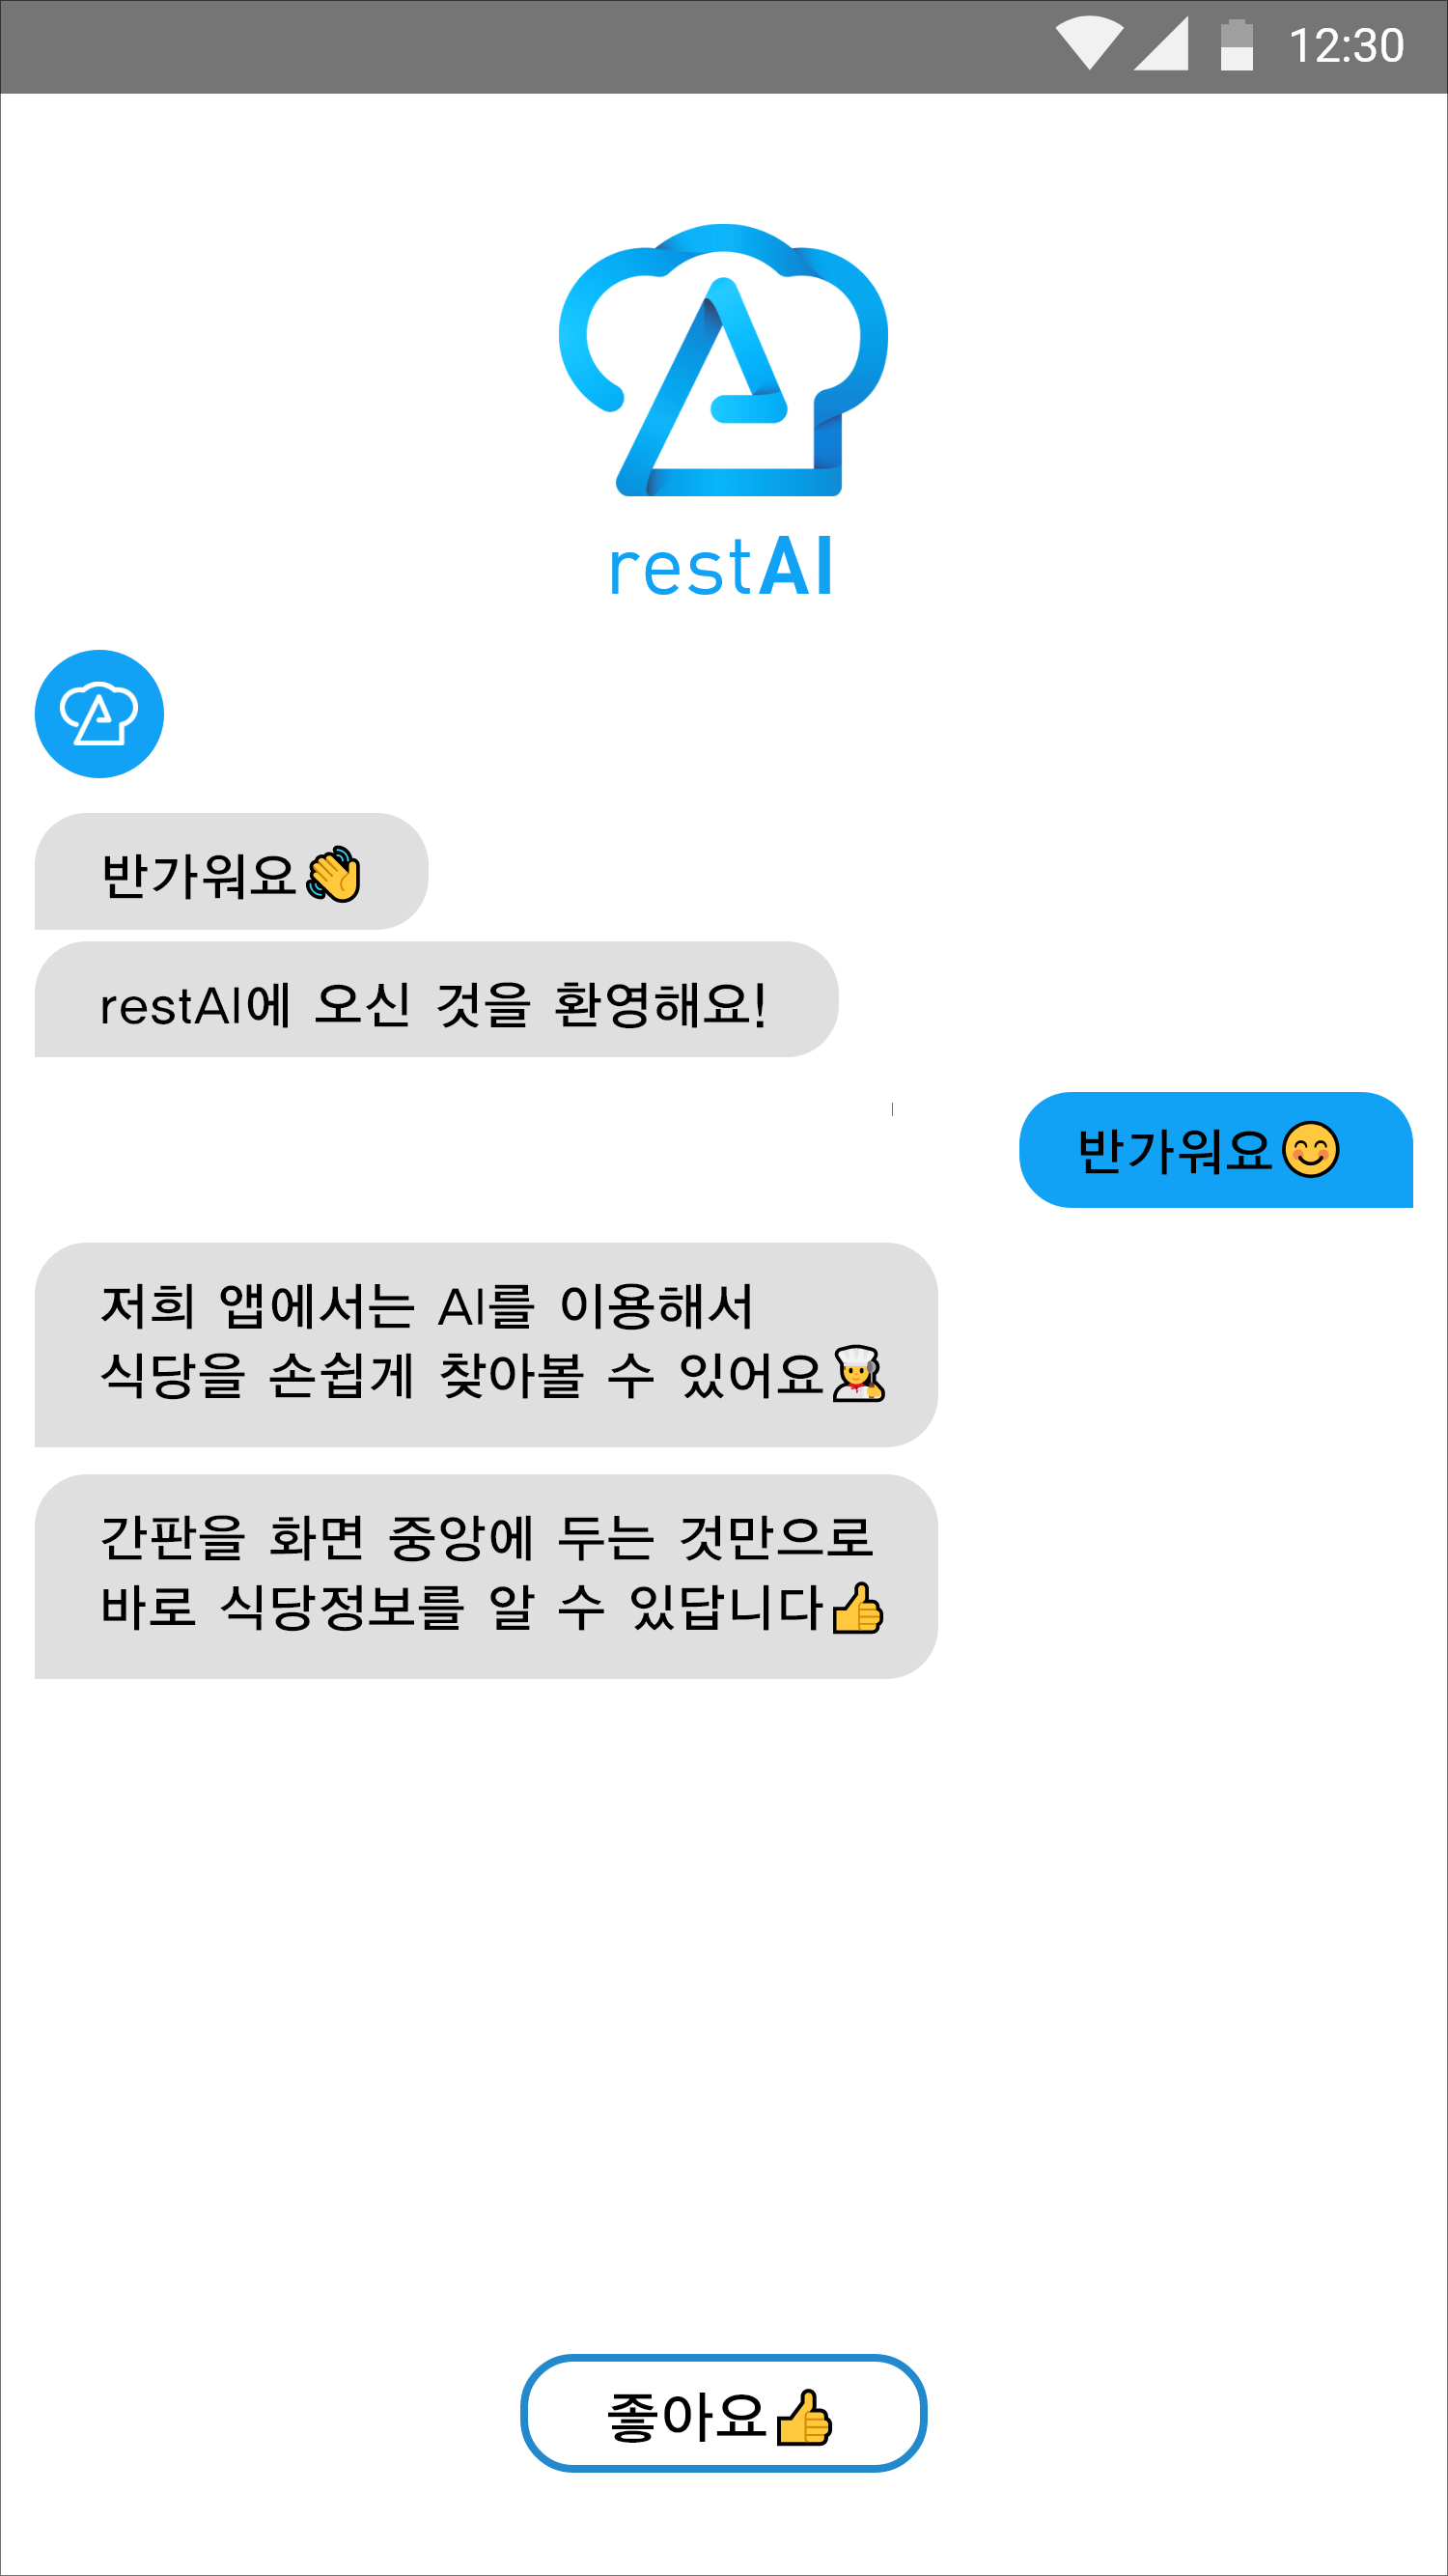 12:30
restAI
반가워요👋
restAI에 오신 것을 환영해요!
반가워요😊
저희 앱에서는 AI를 이용해서
식당을 손쉽게 찾아볼 수 있어요🧑‍🍳
간판을 화면 중앙에 두는 것만으로
바로 식당정보를 알 수 있답니다👍
좋아요👍